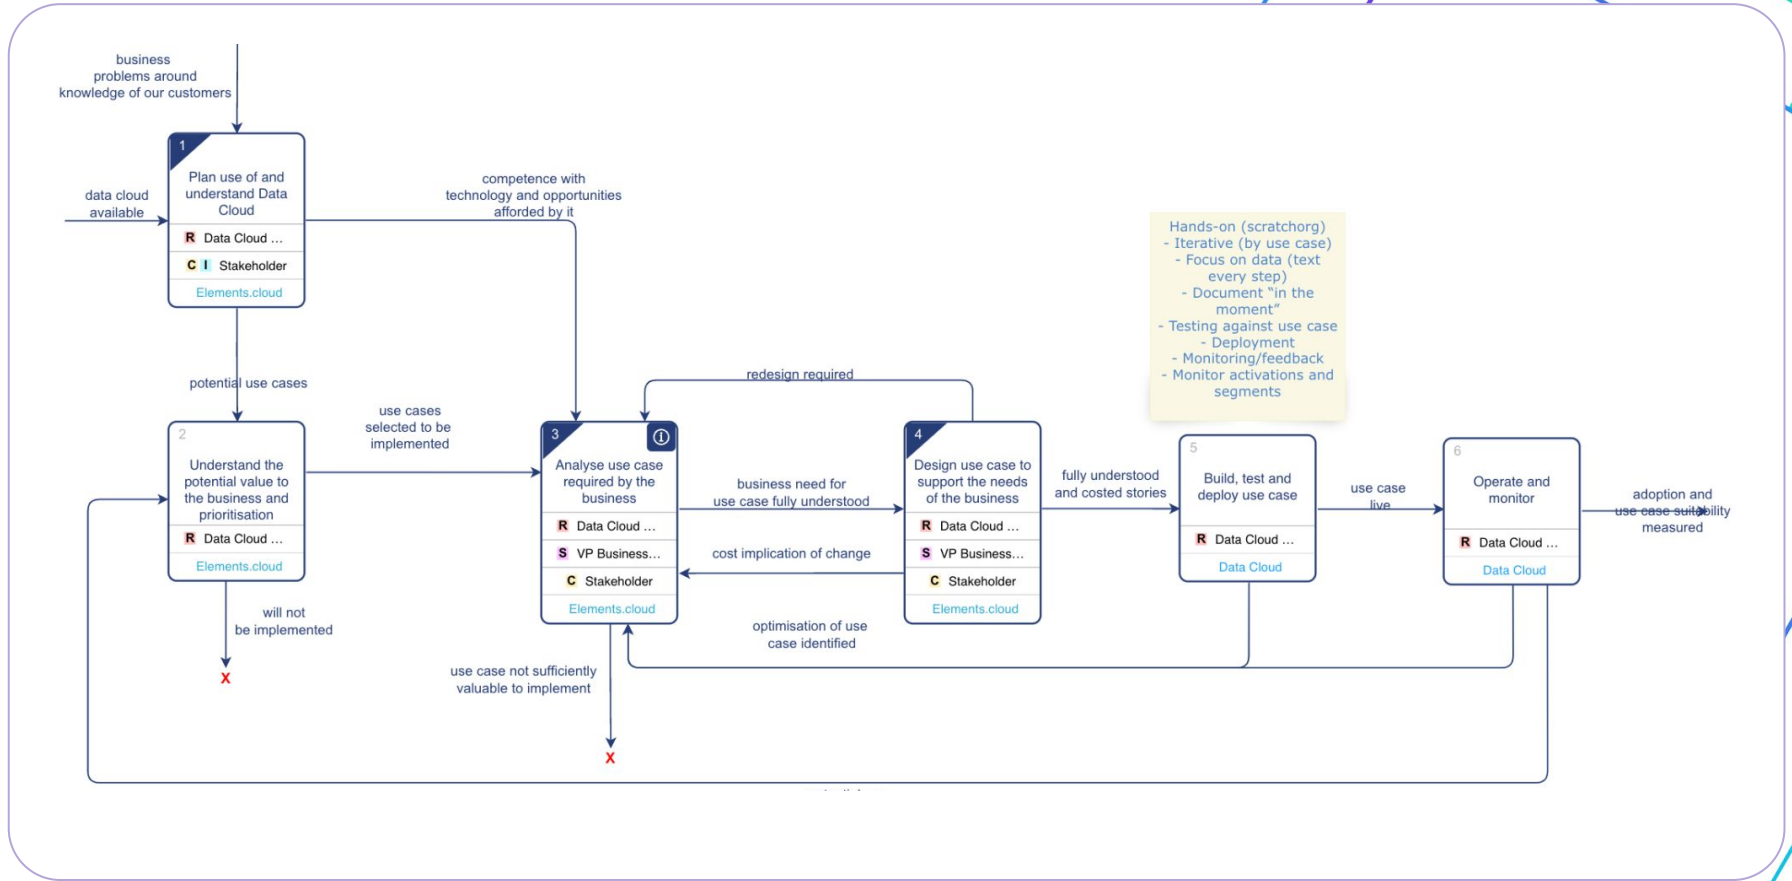 business
problems around
knowledge of our customers
data cloud
available
1
Plan use of and
understand Data
Cloud
R Data Cloud ...
C I Stakeholder
Elements.cloud
competence with
technology and opportunities
afforded by it
potential use cases
2
Understand the
potential value to
the business and
prioritisation
R Data Cloud ...
Elements.cloud
will not
be implemented
X
use cases
selected to be
implemented
redesign required
3
Analyse use case
required by the
business
R Data Cloud ...
S VP Business...
C Stakeholder
Elements.cloud
use case not sufficiently
valuable to implement
X
business need for
use case fully understood
cost implication of change
optimisation of use
case identified
4
Design use case to
support the needs
of the business
R Data Cloud ...
S VP Business...
C Stakeholder
Elements.cloud
fully understood
and costed stories
Hands-on (scratchorg)
- Iterative (by use case)
- Focus on data (text
every step)
- Document “in the
moment”
- Testing against use case
- Deployment
- Monitoring/feedback
- Monitor activations and
segments
5
Build, test and
deploy use case
R Data Cloud ...
Data Cloud
use case
live
6
Operate and
monitor
R Data Cloud ...
Data Cloud
adoption and
use case suitability
measured